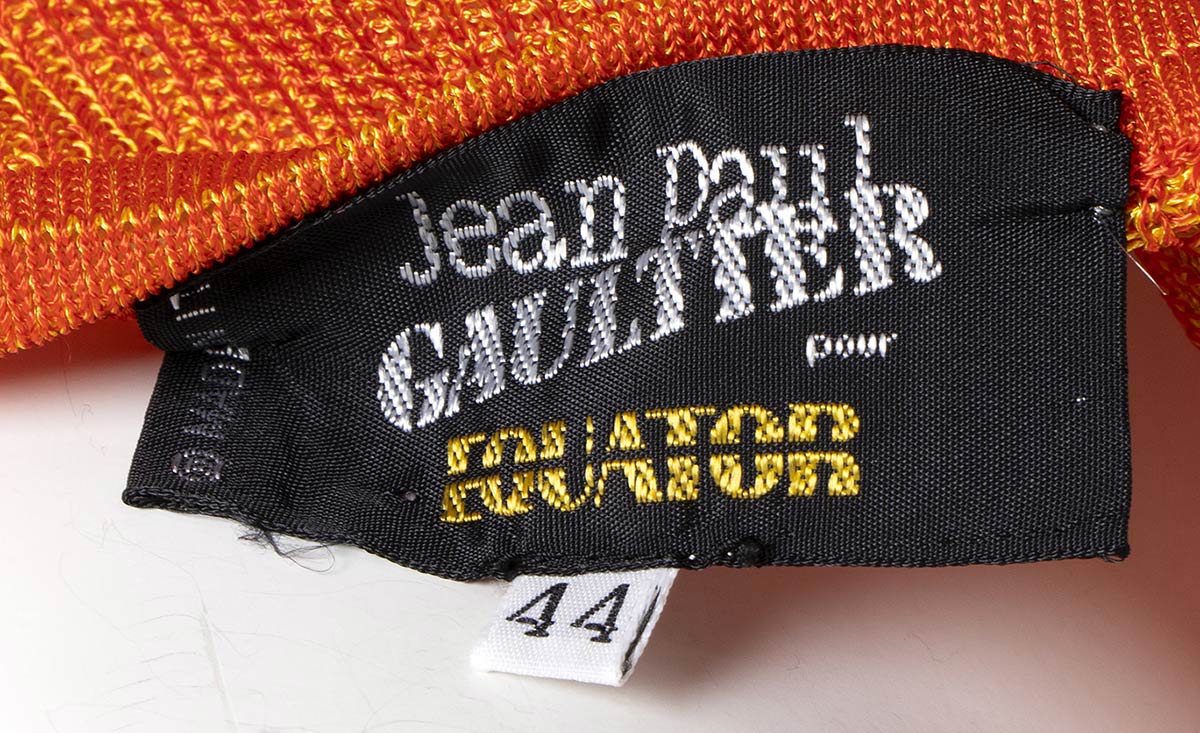 Jean Paul
GAULTIER
pour
EQUATOR
44